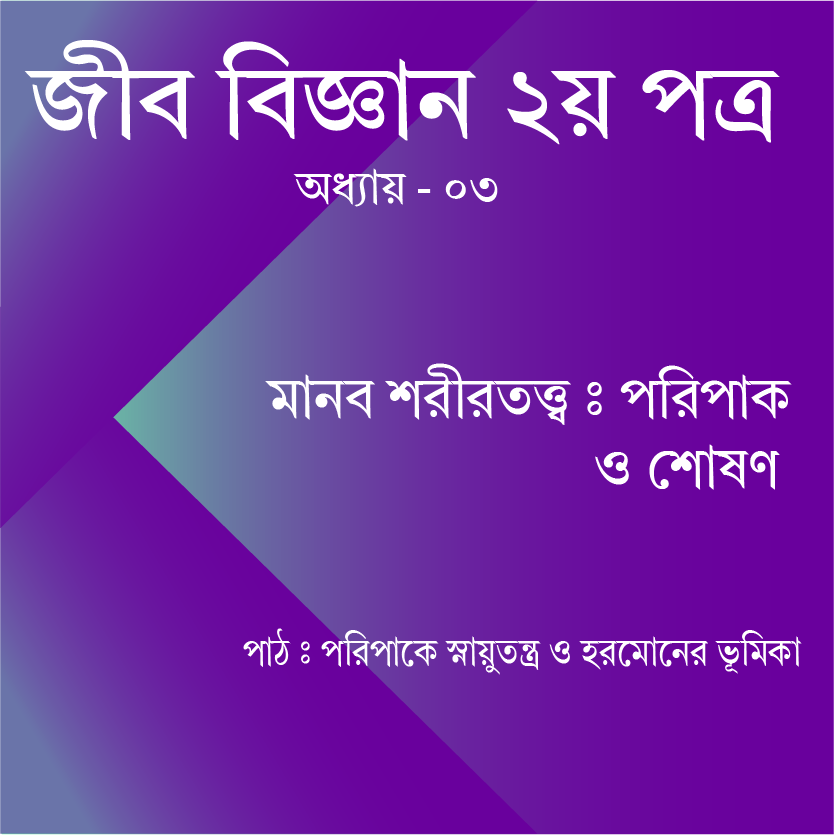 জীব বিজ্ঞান ২য় পত্র
অধ্যায় - ০৩
মানব শরীরতত্ত্ব ঃ পরিপাক
ও শোষণ
পাঠ ঃ পরিপাকে স্নায়ুতন্ত্র ও হরমোনের ভূমিকা